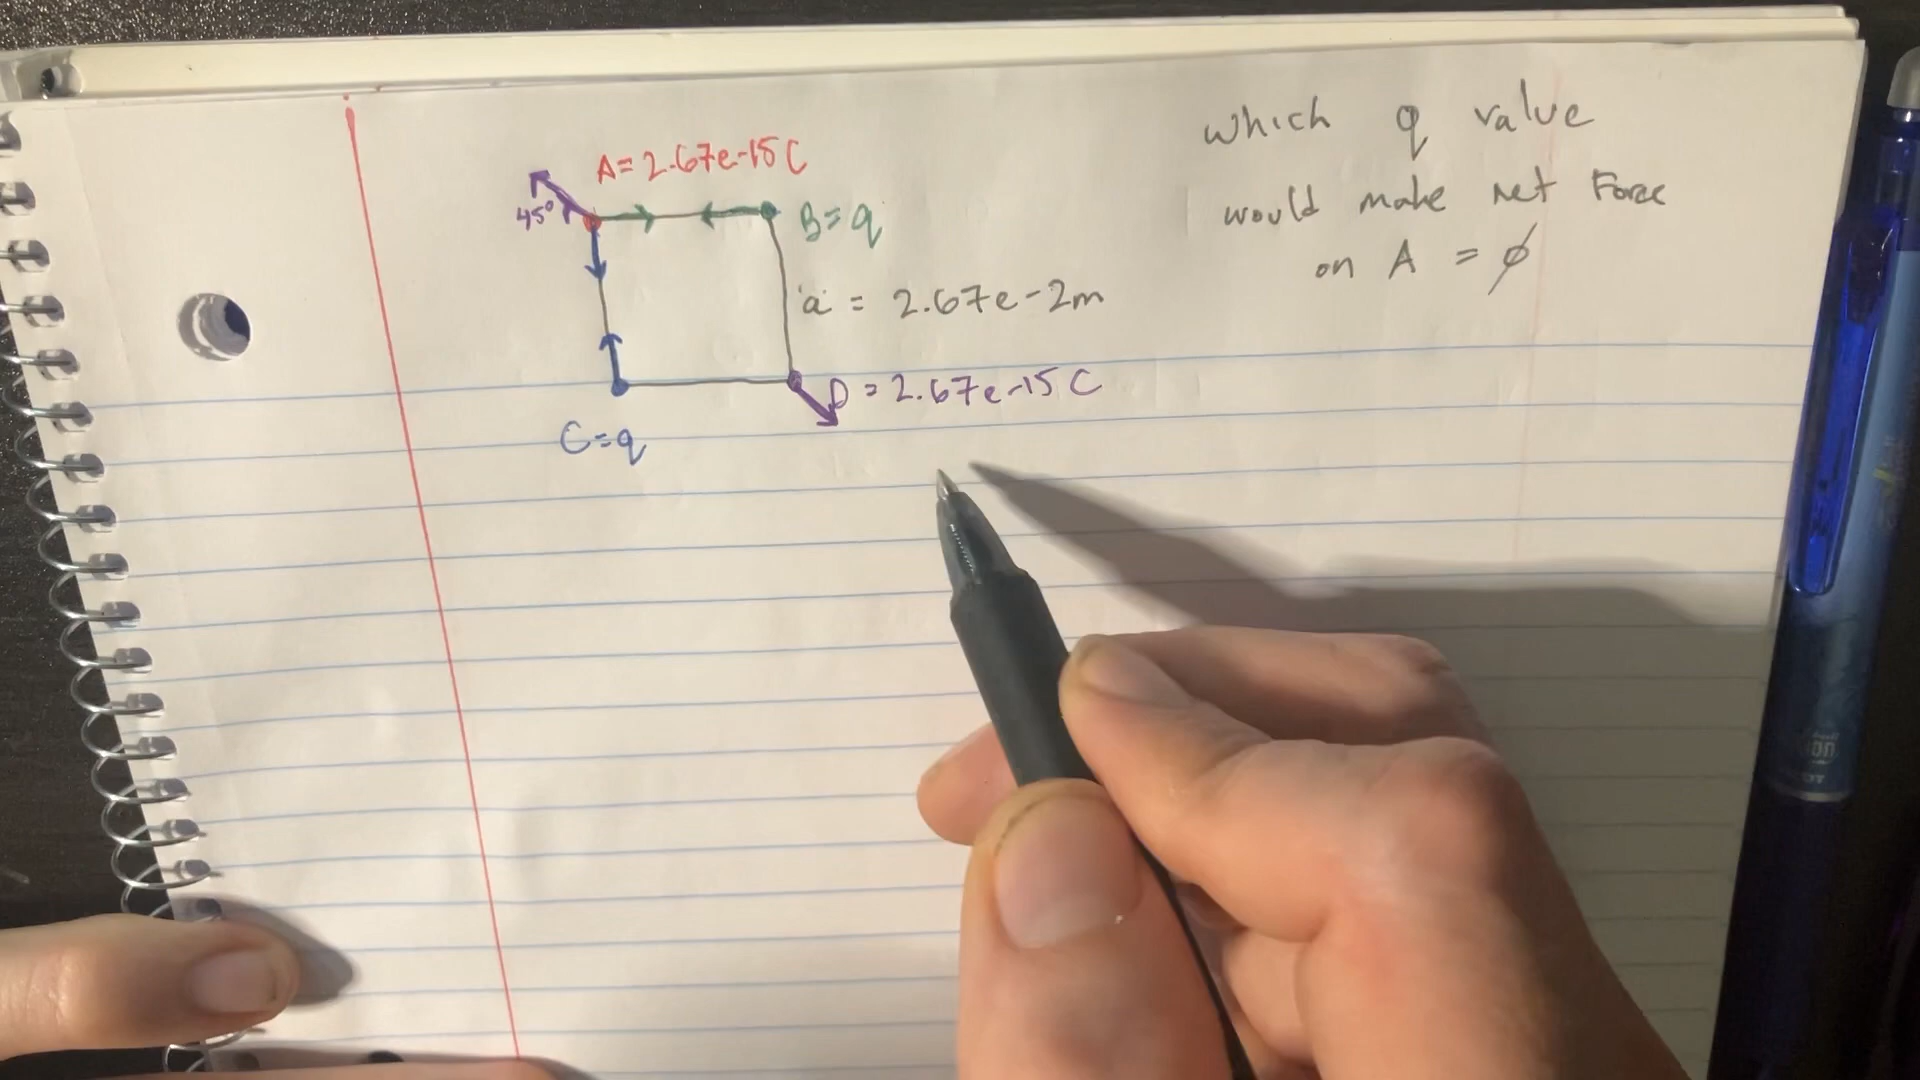 A= 2.67e-15 C
45°
B= q
a = 2.67e-2m
D = 2.67e-15 C
C=q
which q value
would make net Force
on A = ∅